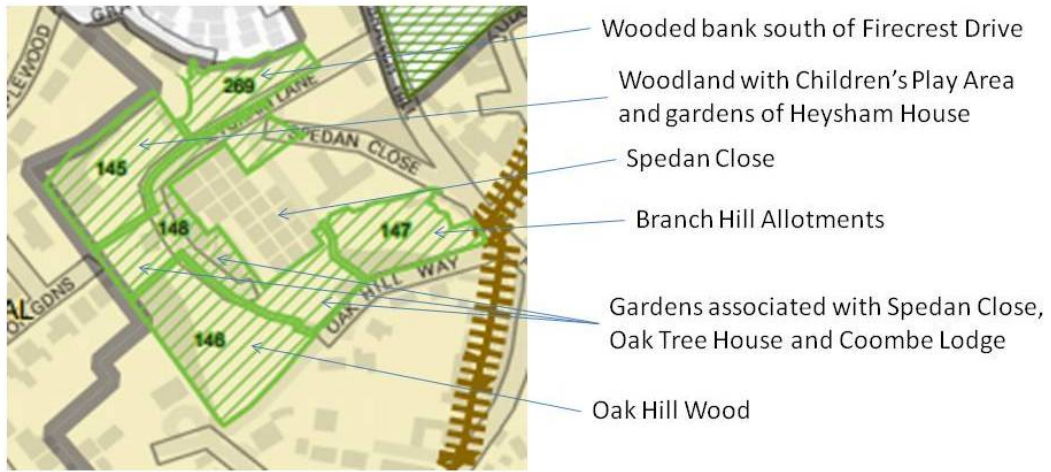 Wooded bank south of Firecrest Drive
Woodland with Children's Play Area
and gardens of Heysham House
Spedan Close
Branch Hill Allotments
Gardens associated with Spedan Close,
Oak Tree House and Coombe Lodge
Oak Hill Wood
269
LANE
SPEDAN CLOSE
145
148
147
OAK HILL WAY
GDNS
146